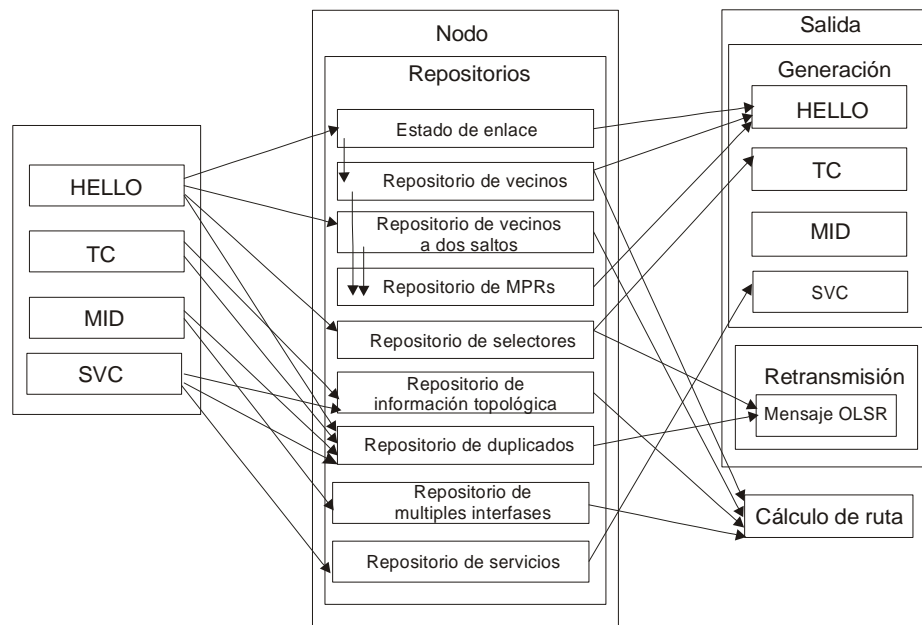 HELLO
TC
MID
SVC
Nodo
Repositorios
Estado de enlace
Repositorio de vecinos
Repositorio de vecinos
a dos saltos
Repositorio de MPRs
Repositorio de selectores
Repositorio de
información topológica
Repositorio de duplicados
Repositorio de
multiples interfases
Repositorio de servicios
Salida
Generación
HELLO
TC
MID
SVC
Retransmisión
Mensaje OLSR
Cálculo de ruta